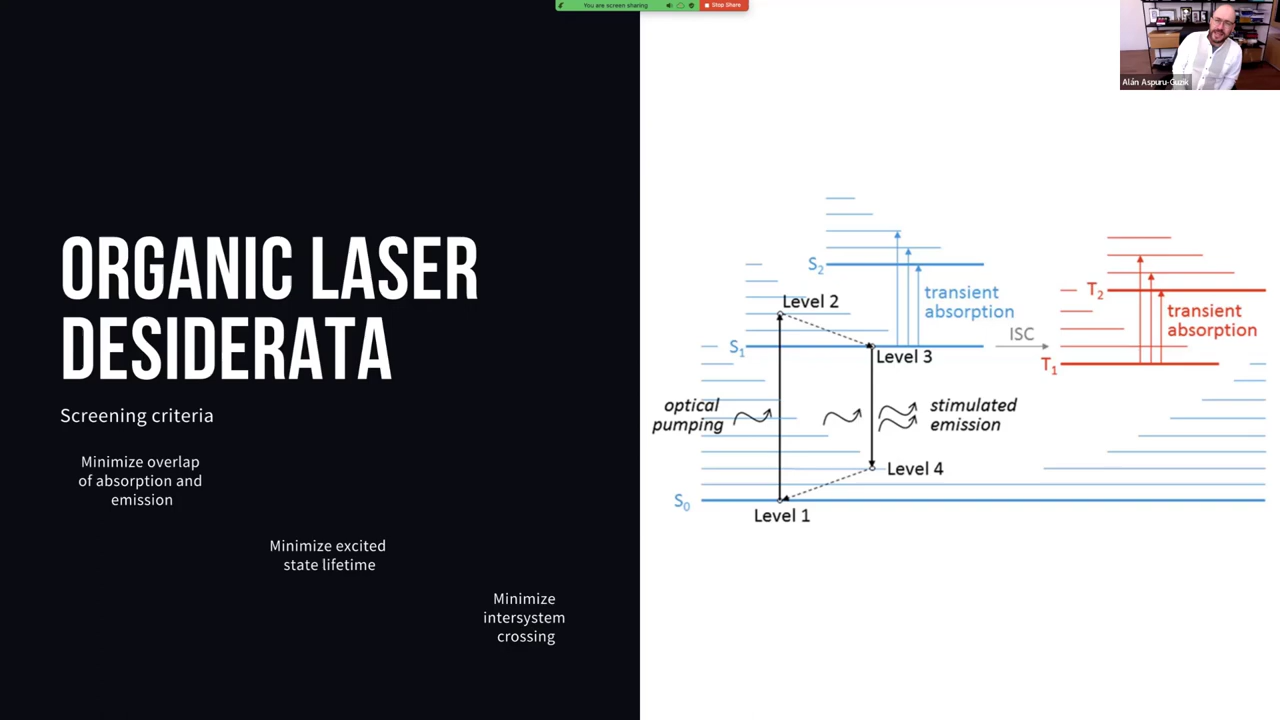 You are screen sharing
Stop Share
Alán Aspuru-Guzik
ORGANIC LASER
DESIDERATA
Screening criteria
Minimize overlap
of absorption and
emission
Minimize excited
state lifetime
Minimize
intersystem
crossing
S2
Level 2
transient
absorption
S1
Level 3
ISC
T2
transient
absorption
T1
optical
pumping
stimulated
emission
Level 4
S0
Level 1